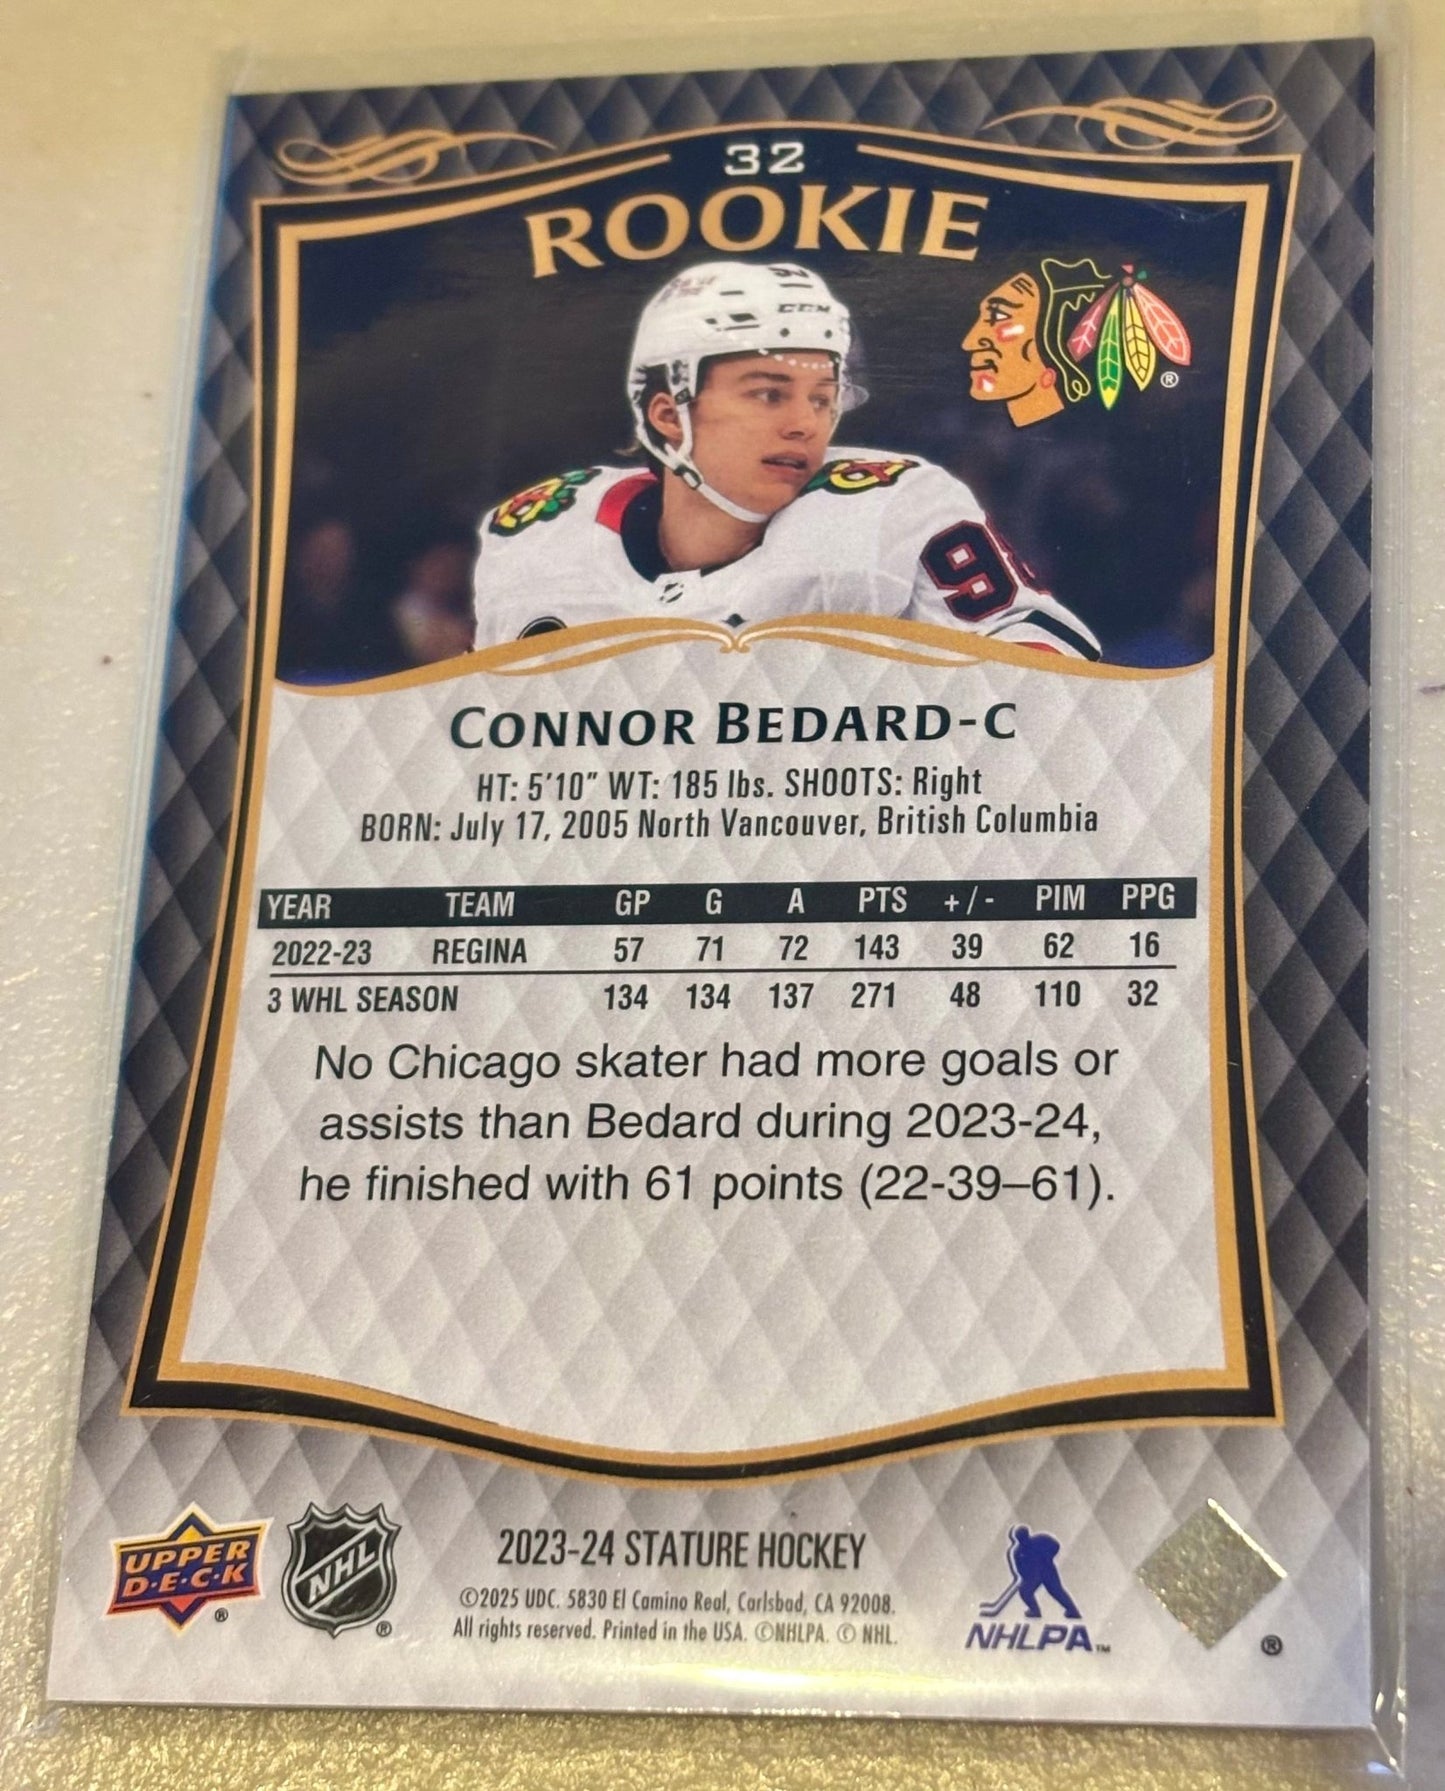 32
ROOKIE
CCM
®
98
CONNOR BEDARD-C
HT: 5'10" WT: 185 lbs. SHOOTS: Right
BORN: July 17, 2005 North Vancouver, British Columbia
YEAR TEAM GP G A PTS +/- PIM PPG
2022-23 REGINA 57 71 72 143 39 62 16
3 WHL SEASON 134 134 137 271 48 110 32
No Chicago skater had more goals or
assists than Bedard during 2023-24,
he finished with 61 points (22-39–61).
UPPER
D·E·C·K
®
NHL
®
2023-24 STATURE HOCKEY
©2025 UDC. 5830 El Camino Real, Carlsbad, CA 92008.
All rights reserved. Printed in the USA. ©NHLPA. © NHL.
NHLPA™
®